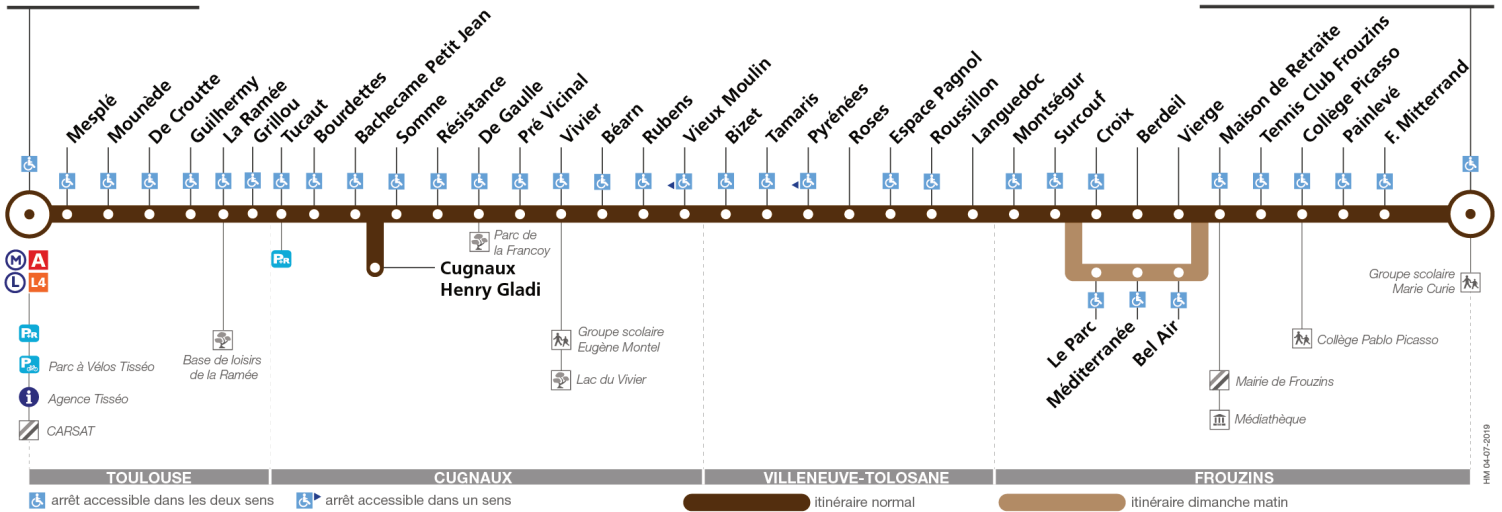 Mesplé
Mounède
De Croutte
Guilhermy
La Ramée
Grillou
Tucaut
Bourdettes
Bachecame Petit Jean
Somme
Résistance
De Gaulle
Pré Vicinal
Vivier
Béarn
Rubens
Vieux Moulin
Bizet
Tamaris
Pyrénées
Roses
Espace Pagnol
Roussillon
Languedoc
Montségur
Surcouf
Croix
Berdeil
Vierge
Maison de Retraite
Tennis Club Frouzins
Collège Picasso
Painlevé
F. Mitterrand
M A
L L4
P+R
P
i
Parc à Vélos Tisséo
Agence Tisséo
CARSAT
Base de loisirs
de la Ramée
P+R
Cugnaux
Henry Gladi
Parc de
la Francoy
Groupe scolaire
Eugène Montel
Lac du Vivier
Le Parc
Méditerranée
Bel Air
Mairie de Frouzins
Médiathèque
Collège Pablo Picasso
Groupe scolaire
Marie Curie
HM 04-07-2019
TOULOUSE
CUGNAUX
VILLENEUVE-TOLOSANE
FROUZINS
arrêt accessible dans les deux sens
arrêt accessible dans un sens
itinéraire normal
itinéraire dimanche matin